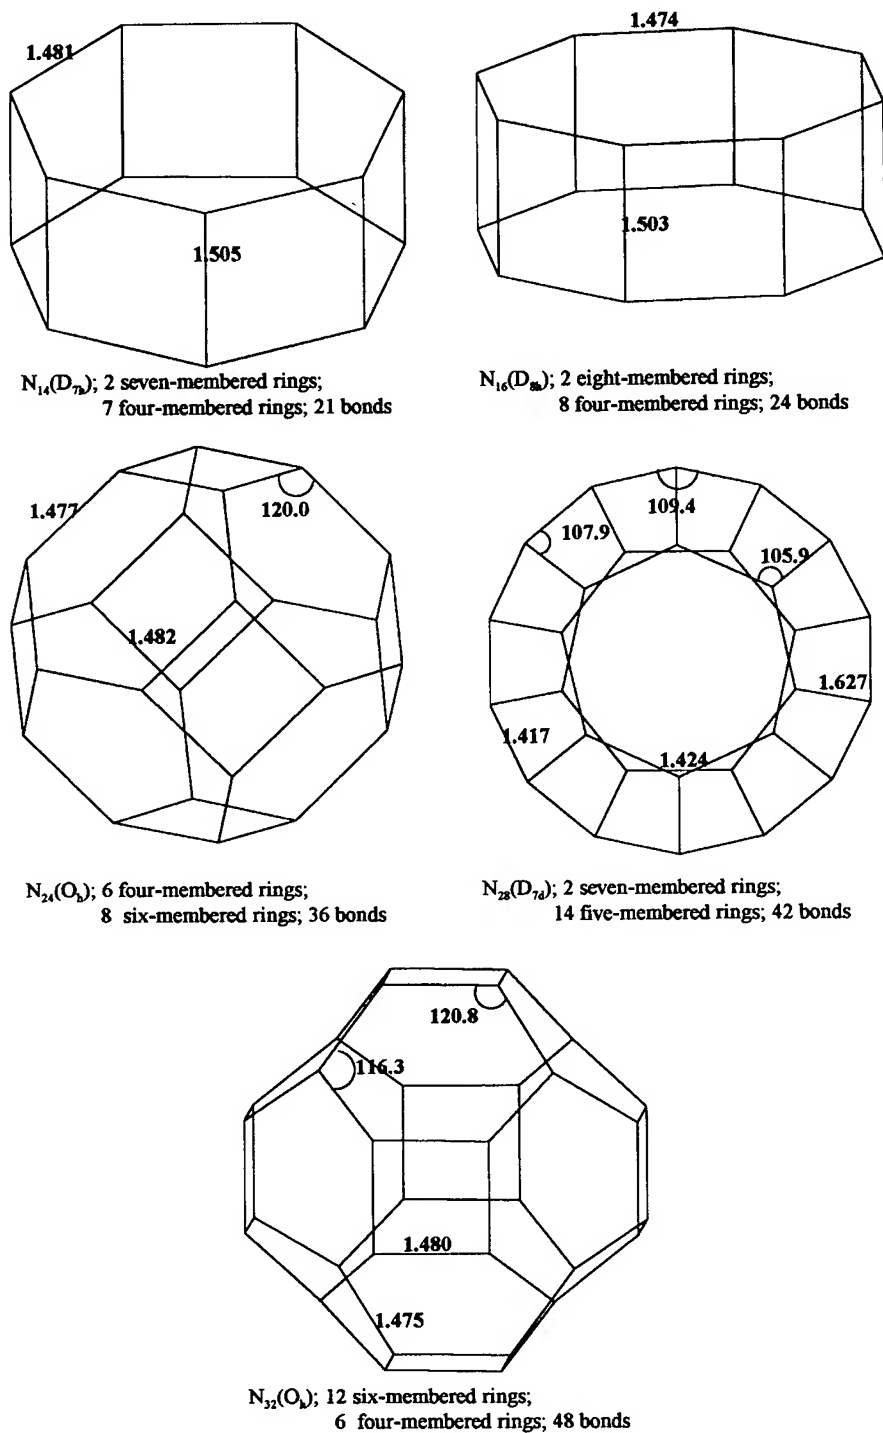 1.481
1.505
N₁₄(D₇ₕ); 2 seven-membered rings;
7 four-membered rings; 21 bonds
1.474
1.503
N₁₆(D₈ₕ); 2 eight-membered rings;
8 four-membered rings; 24 bonds
1.477
120.0
1.482
N₂₄(Oₕ); 6 four-membered rings;
8 six-membered rings; 36 bonds
109.4
107.9
105.9
1.627
1.417
1.424
N₂₈(D₇d); 2 seven-membered rings;
14 five-membered rings; 42 bonds
120.8
116.3
1.480
1.475
N₃₂(Oₕ); 12 six-membered rings;
6 four-membered rings; 48 bonds